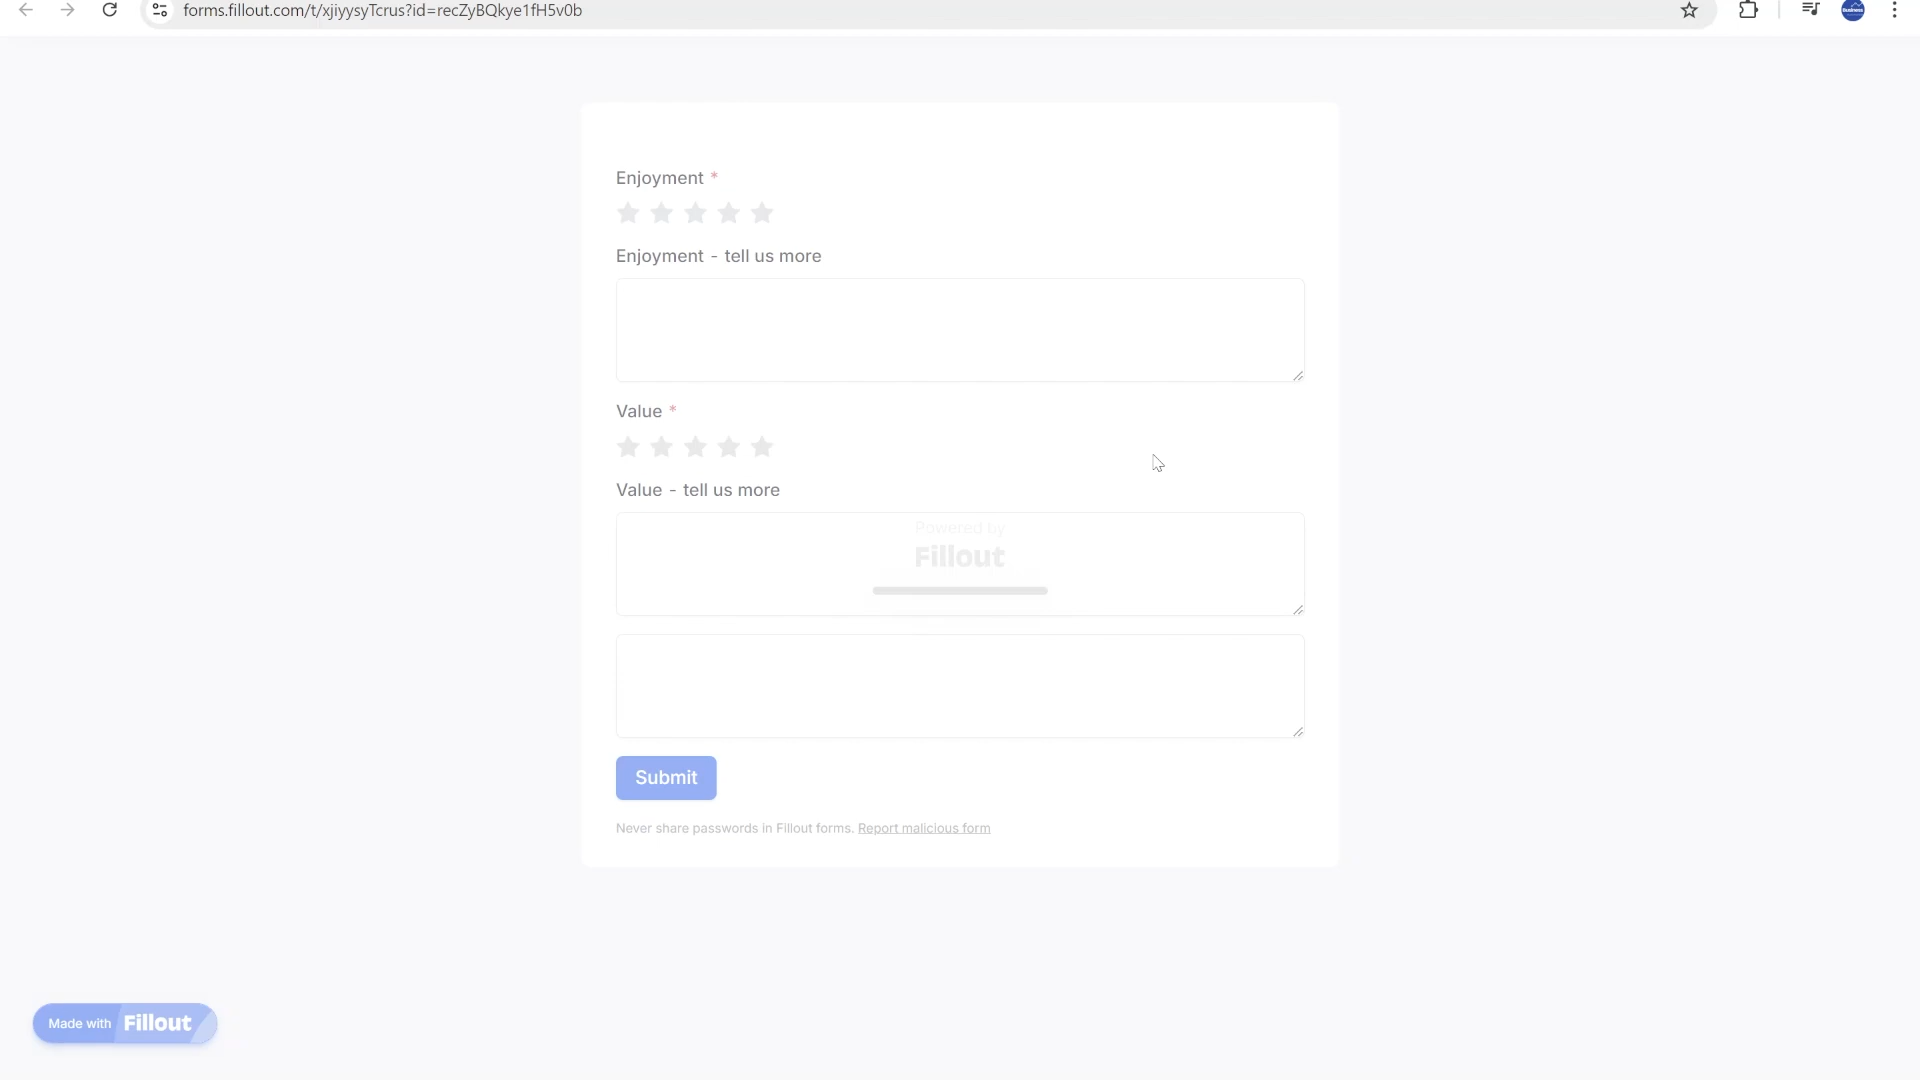 forms.fillout.com/t/xjiyysyTcrus?id=recZyBQkye1fH5v0b
Enjoyment *
Enjoyment - tell us more
Value *
Value - tell us more
Powered by
Fillout
Submit
Never share passwords in Fillout forms. Report malicious form
Made with Fillout